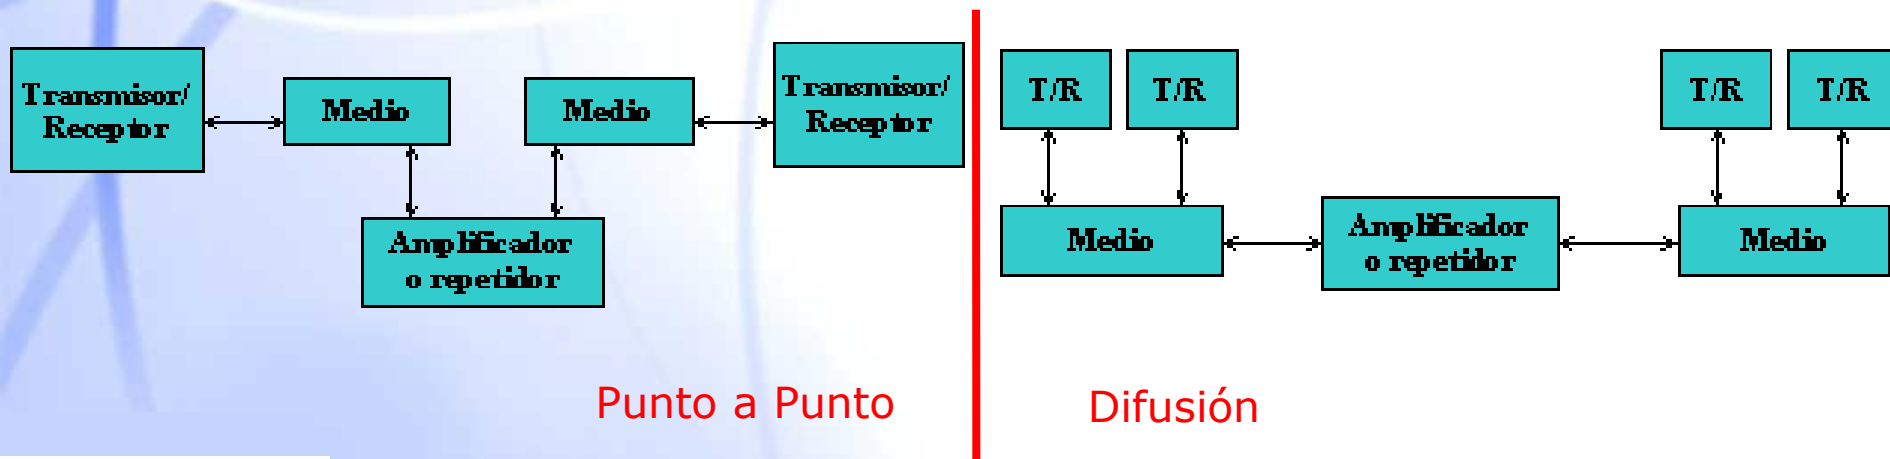 Transmisor/
Receptor
Medio
Medio
Transmisor/
Receptor
Amplificador
o repetidor
Punto a Punto
T/R
T/R
T/R
T/R
Medio
Amplificador
o repetidor
Medio
Difusión